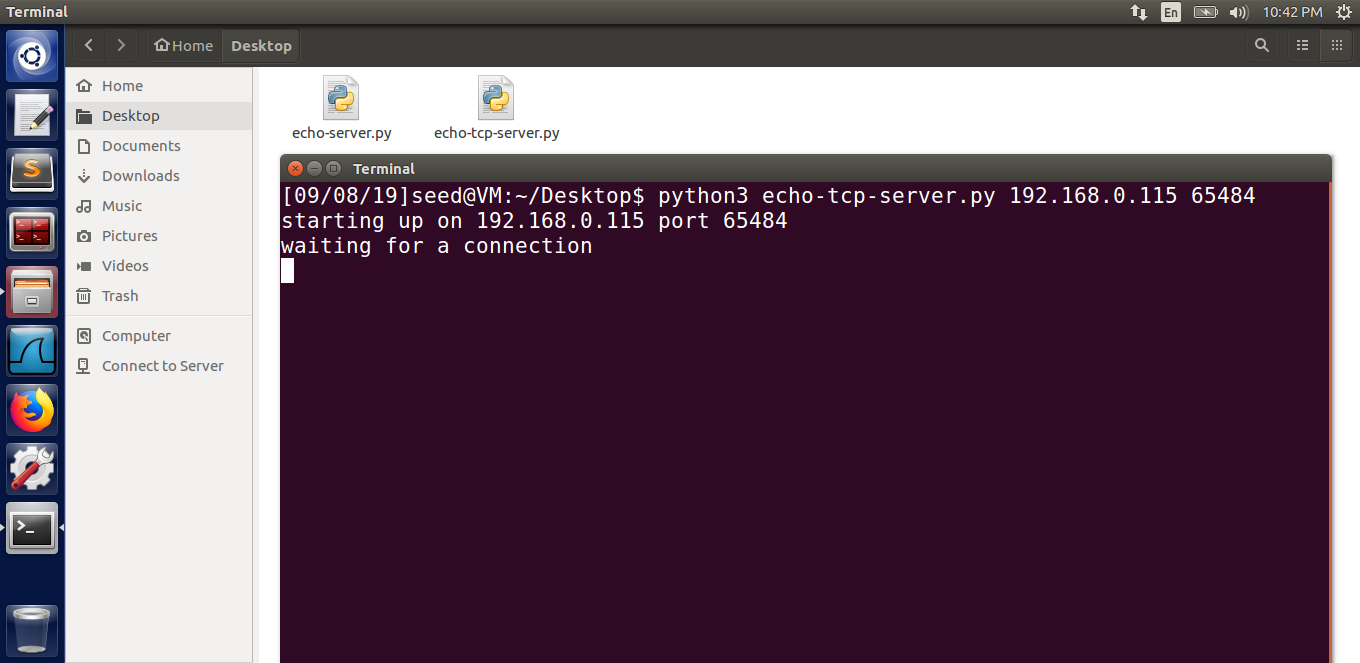 Terminal
En
10:42 PM
Home
Desktop
Home
Desktop
Documents
Downloads
Music
Pictures
Videos
Trash
Computer
Connect to Server
echo-server.py
echo-tcp-server.py
Terminal
[09/08/19]seed@VM:~/Desktop$ python3 echo-tcp-server.py 192.168.0.115 65484
starting up on 192.168.0.115 port 65484
waiting for a connection